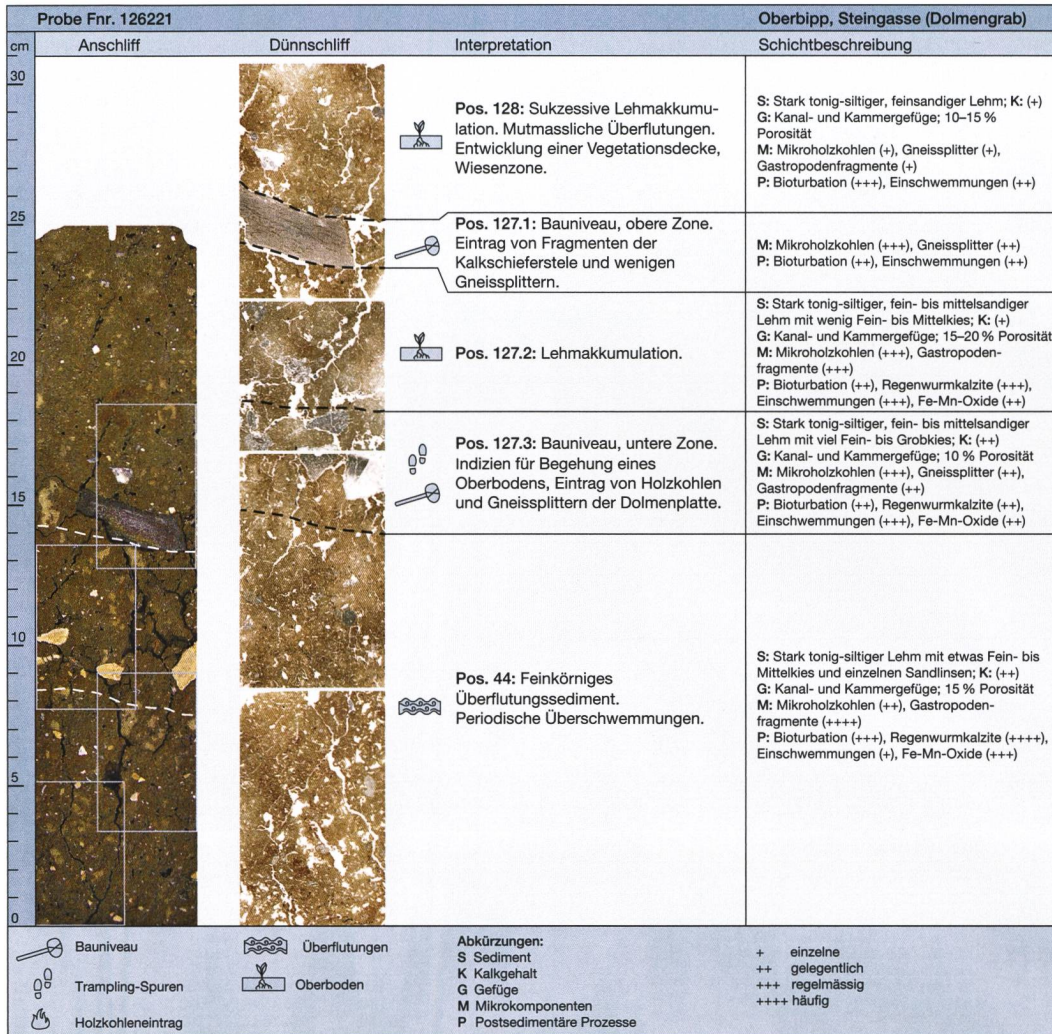 Probe Fnr. 126221
Oberbipp, Steingasse (Dolmengrab)
cm
Anschliff
Dünnschliff
Interpretation
Schichtbeschreibung
30
25
20
15
10
5
0
Pos. 128: Sukzessive Lehmakkumu-
lation. Mutmassliche Überflutungen.
Entwicklung einer Vegetationsdecke,
Wiesenzone.
S: Stark tonig-siltiger, feinsandiger Lehm; K: (+)
G: Kanal- und Kammergefüge; 10–15 %
Porosität
M: Mikroholzkohlen (+), Gneissplitter (+),
Gastropodenfragmente (+)
P: Bioturbation (+++), Einschwemmungen (++)
Pos. 127.1: Bauniveau, obere Zone.
Eintrag von Fragmenten der
Kalkschieferstele und wenigen
Gneissplittern.
M: Mikroholzkohlen (+++), Gneissplitter (++)
P: Bioturbation (++), Einschwemmungen (++)
Pos. 127.2: Lehmakkumulation.
S: Stark tonig-siltiger, fein- bis mittelsandiger
Lehm mit wenig Fein- bis Mittelkies; K: (+)
G: Kanal- und Kammergefüge; 15–20 % Porosität
M: Mikroholzkohlen (+++), Gastropoden-
fragmente (+++)
P: Bioturbation (++), Regenwurmkalzite (+++),
Einschwemmungen (+++), Fe-Mn-Oxide (++)
Pos. 127.3: Bauniveau, untere Zone.
Indizien für Begehung eines
Oberbodens, Eintrag von Holzkohlen
und Gneissplittern der Dolmenplatte.
S: Stark tonig-siltiger, fein- bis mittelsandiger
Lehm mit viel Fein- bis Grobkies; K: (++)
G: Kanal- und Kammergefüge; 10 % Porosität
M: Mikroholzkohlen (+++), Gneissplitter (++),
Gastropodenfragmente (++)
P: Bioturbation (++), Regenwurmkalzite (++),
Einschwemmungen (+++), Fe-Mn-Oxide (++)
Pos. 44: Feinkörniges
Überflutungssediment.
Periodische Überschwemmungen.
S: Stark tonig-siltiger Lehm mit etwas Fein- bis
Mittelkies und einzelnen Sandlinsen; K: (++)
G: Kanal- und Kammergefüge; 15 % Porosität
M: Mikroholzkohlen (++), Gastropoden-
fragmente (++++)
P: Bioturbation (+++), Regenwurmkalzite (++++),
Einschwemmungen (+), Fe-Mn-Oxide (+++)
Bauniveau
Trampling-Spuren
Holzkohleneintrag
Überflutungen
Oberboden
Abkürzungen:
S Sediment
K Kalkgehalt
G Gefüge
M Mikrokomponenten
P Postsedimentäre Prozesse
+ einzelne
++ gelegentlich
+++ regelmässig
++++ häufig